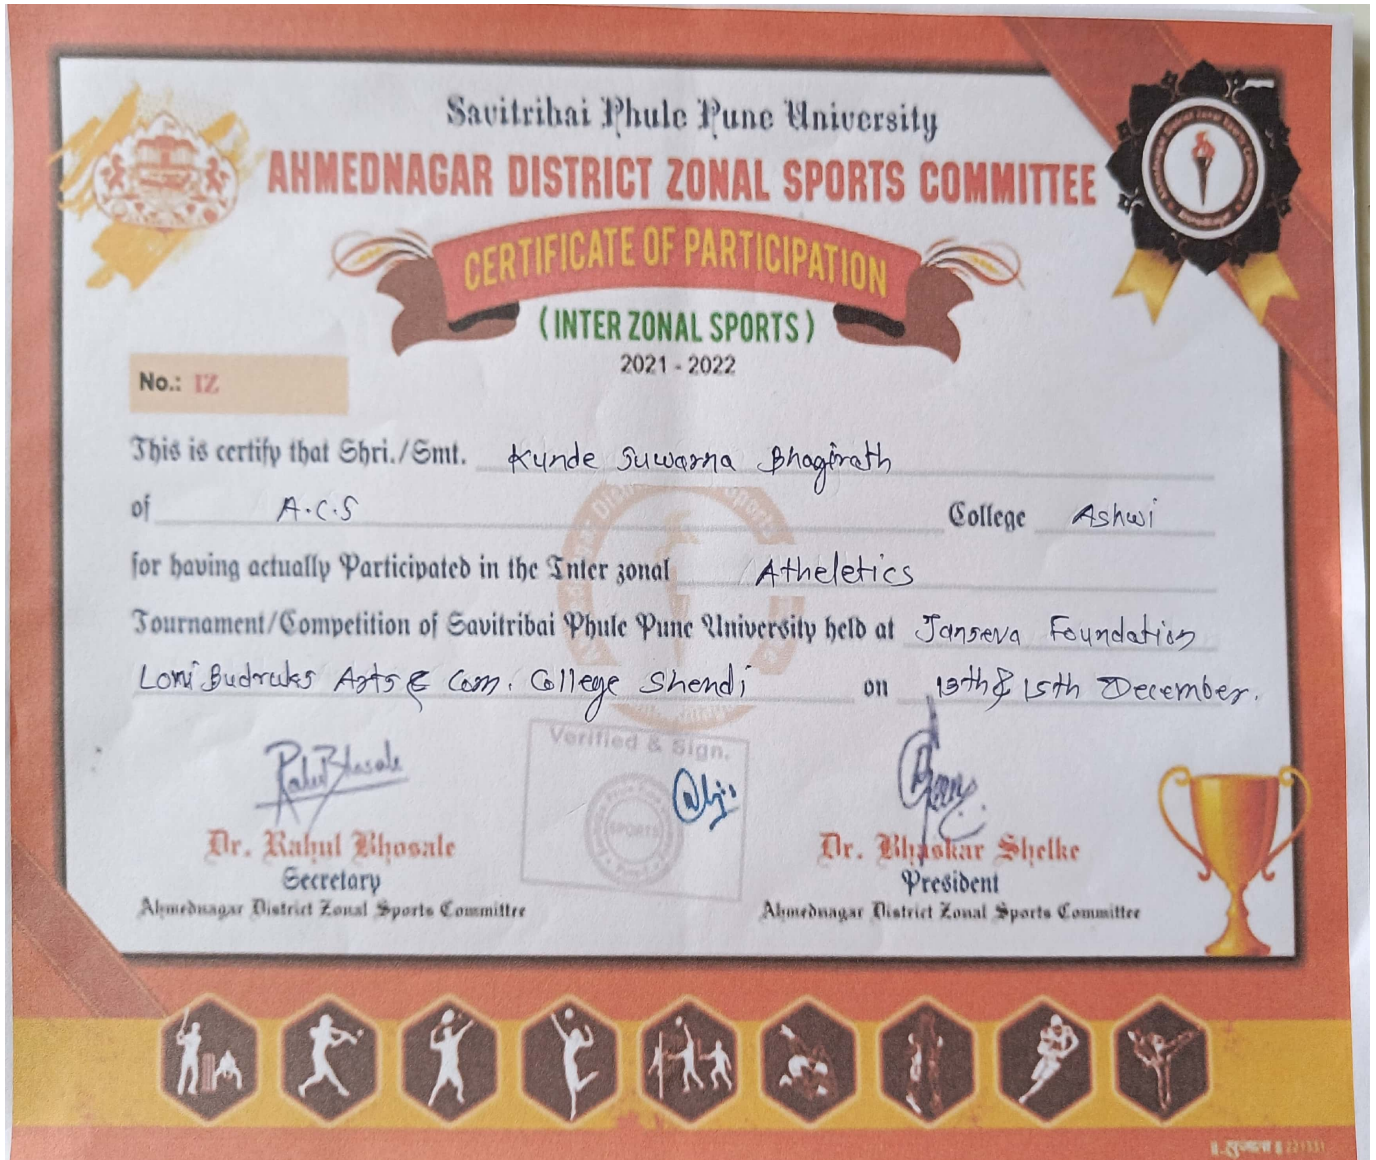 Savitribai Phule Pune University
AHMEDNAGAR DISTRICT ZONAL SPORTS COMMITTEE
CERTIFICATE OF PARTICIPATION
(INTER ZONAL SPORTS)
2021 - 2022
No.: IZ
This is certify that Shri./Smt. Kunde Suwarna Bhagirath
of A.C.S College Ashwi
for having actually Participated in the Inter zonal Atheletics
Tournament/Competition of Savitribai Phule Pune University held at Janseva Foundation
Loni Budruks Arts & Com. College Shendi on & 15th December.
Verified & Sign.
SPORTS
Dr. Rahul Bhosale
Secretary
Ahmednagar District Zonal Sports Committee
Dr. Bhaskar Shelke
President
Ahmednagar District Zonal Sports Committee